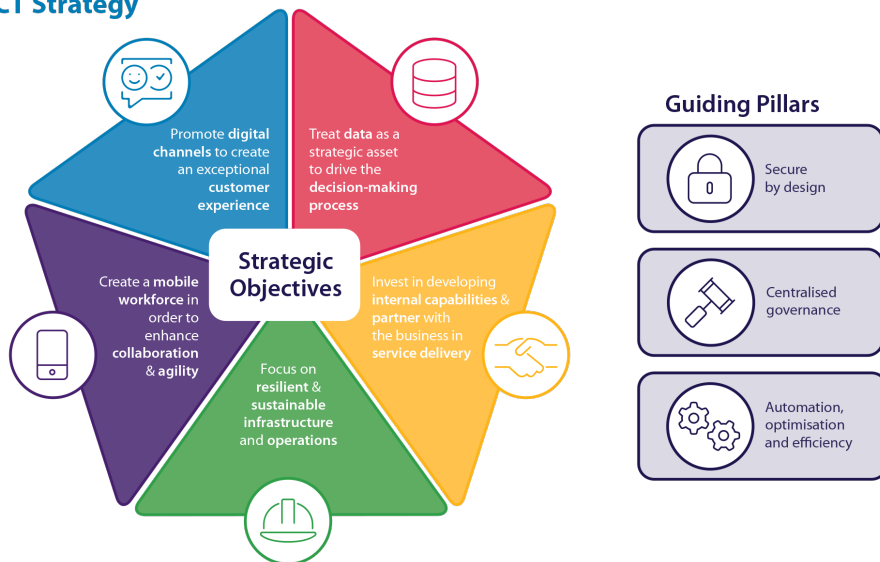 CT Strategy
Promote digital
channels to create
an exceptional
customer
experience
Treat data as a
strategic asset
to drive the
decision-making
process
Strategic
Objectives
Create a mobile
workforce in
order to
enhance
collaboration
& agility
Invest in developing
internal capabilities &
partner with
the business in
service delivery
Focus on
resilient &
sustainable
infrastructure
and operations
Guiding Pillars
Secure
by design
Centralised
governance
Automation,
optimisation
and efficiency